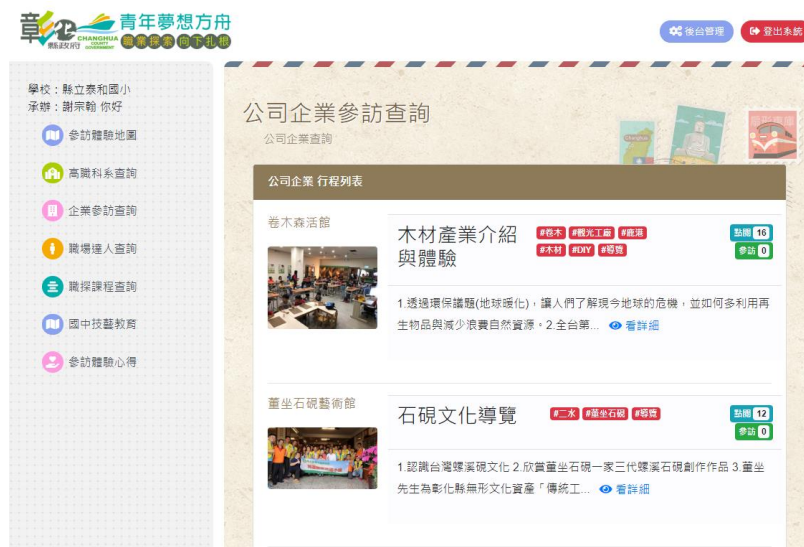 彰化
縣政府
CHANGHUA
COUNTY
GOVERNMENT
青年夢想方舟
職業探索向下扎根
後台管理
登出系統
學校：縣立泰和國小
承辦：謝宗翰 你好
參訪體驗地圖
高職科系查詢
企業參訪查詢
職場達人查詢
職探課程查詢
國中技藝教育
參訪體驗心得
公司企業參訪查詢
公司企業查詢
公司企業 行程列表
卷木森活館
木材產業介紹
與體驗
#卷木 #觀光工廠 #鹿港
#木材 #DIY #導覽
點閱 16
參訪 0
1.透過環保議題(地球暖化)，讓人們了解現今地球的危機，並如何多利用再
生物品與減少浪費自然資源。2.全台第... 看詳細
董坐石硯藝術館
石硯文化導覽
#二水 #董坐石硯 #導覽
點閱 12
參訪 0
1.認識台灣螺溪硯文化 2.欣賞董坐石硯一家三代螺溪石硯創作作品 3.董坐
先生為彰化縣無形文化資產「傳統工... 看詳細